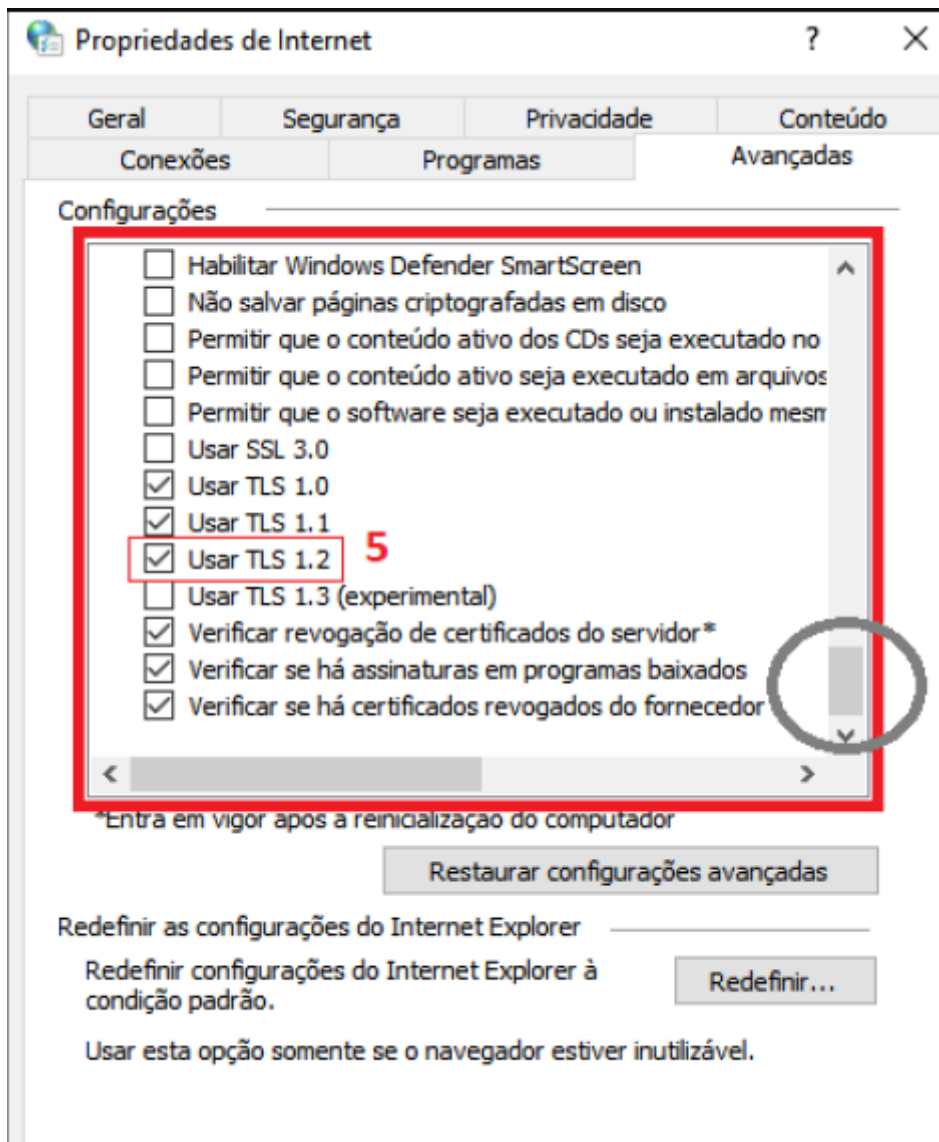 Propriedades de Internet ? ×
Geral Segurança Privacidade Conteúdo
Conexões Programas Avançadas
Configurações
Habilitar Windows Defender SmartScreen
Não salvar páginas criptografadas em disco
Permitir que o conteúdo ativo dos CDs seja executado no
Permitir que o conteúdo ativo seja executado em arquivos
Permitir que o software seja executado ou instalado mesm
Usar SSL 3.0
Usar TLS 1.0
Usar TLS 1.1
Usar TLS 1.2 5
Usar TLS 1.3 (experimental)
Verificar revogação de certificados do servidor*
Verificar se há assinaturas em programas baixados
Verificar se há certificados revogados do fornecedor
*Entra em vigor após a reinicialização do computador
Restaurar configurações avançadas
Redefinir as configurações do Internet Explorer
Redefinir configurações do Internet Explorer à
condição padrão.
Redefinir...
Usar esta opção somente se o navegador estiver inutilizável.